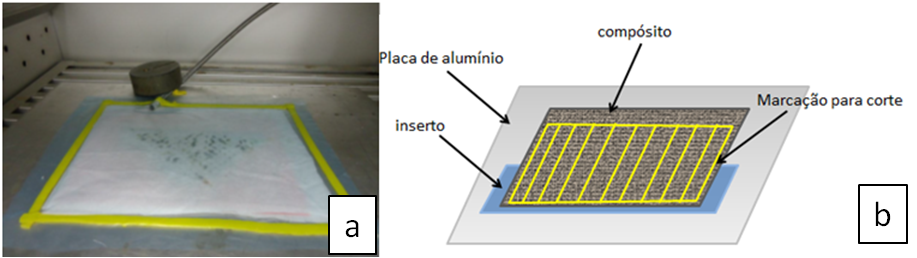 compósito
Placa de alumínio
Marcação para corte
inserto
a
b